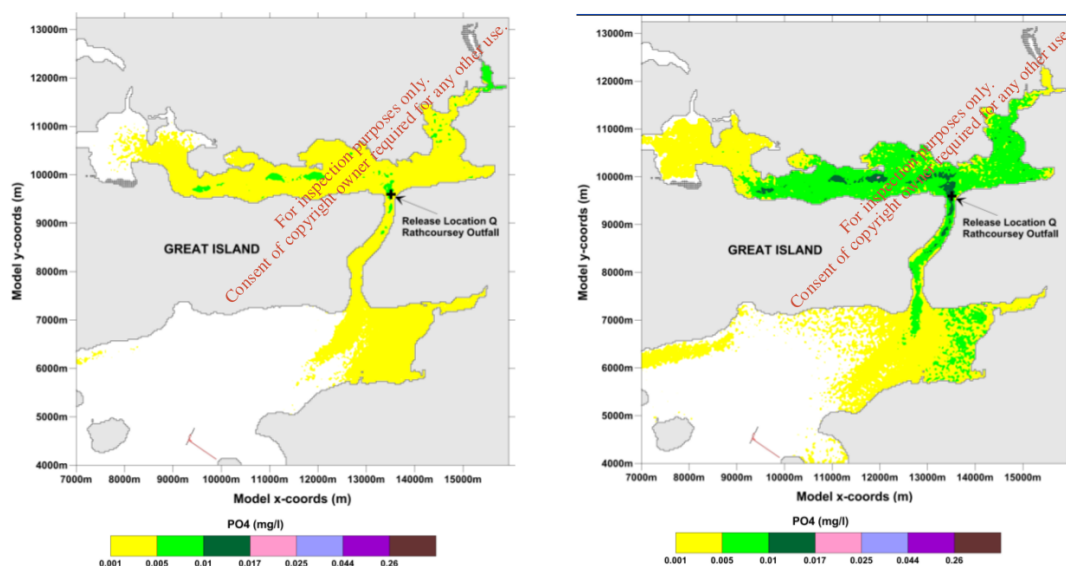 13000m
12000m
11000m
10000m
9000m
8000m
7000m
6000m
5000m
4000m
Model y-coords (m)
For inspection purposes only.
Consent of copyright owner required for any other use.
Release Location Q
Rathcoursey Outfall
GREAT ISLAND
7000m 8000m 9000m 10000m 11000m 12000m 13000m 14000m 15000m
Model x-coords (m)
PO4 (mg/l)
0.001 0.005 0.01 0.017 0.025 0.044 0.26
13000m
12000m
11000m
10000m
9000m
8000m
7000m
6000m
5000m
4000m
Model y-coords (m)
For inspection purposes only.
Consent of copyright owner required for any other use.
Release Location Q
Rathcoursey Outfall
GREAT ISLAND
7000m 8000m 9000m 10000m 11000m 12000m 13000m 14000m 15000m
Model x-coords (m)
PO4 (mg/l)
0.001 0.005 0.01 0.017 0.025 0.044 0.26